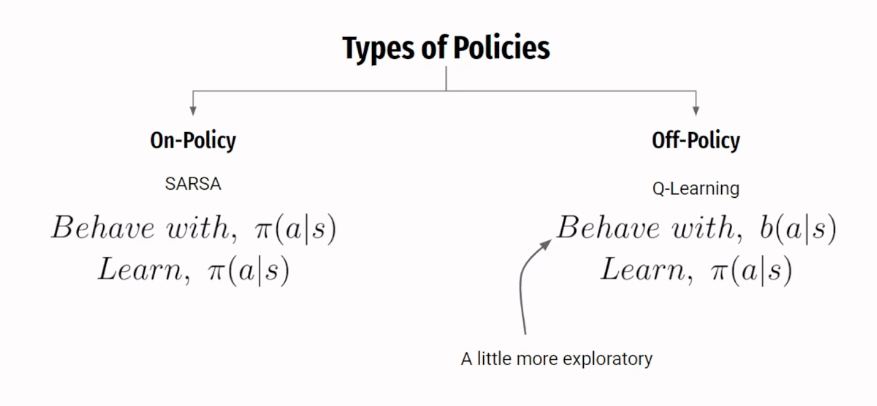 Types of Policies
On-Policy
SARSA
Behave with, π(a|s)
Learn, π(a|s)
Off-Policy
Q-Learning
Behave with, b(a|s)
Learn, π(a|s)
A little more exploratory